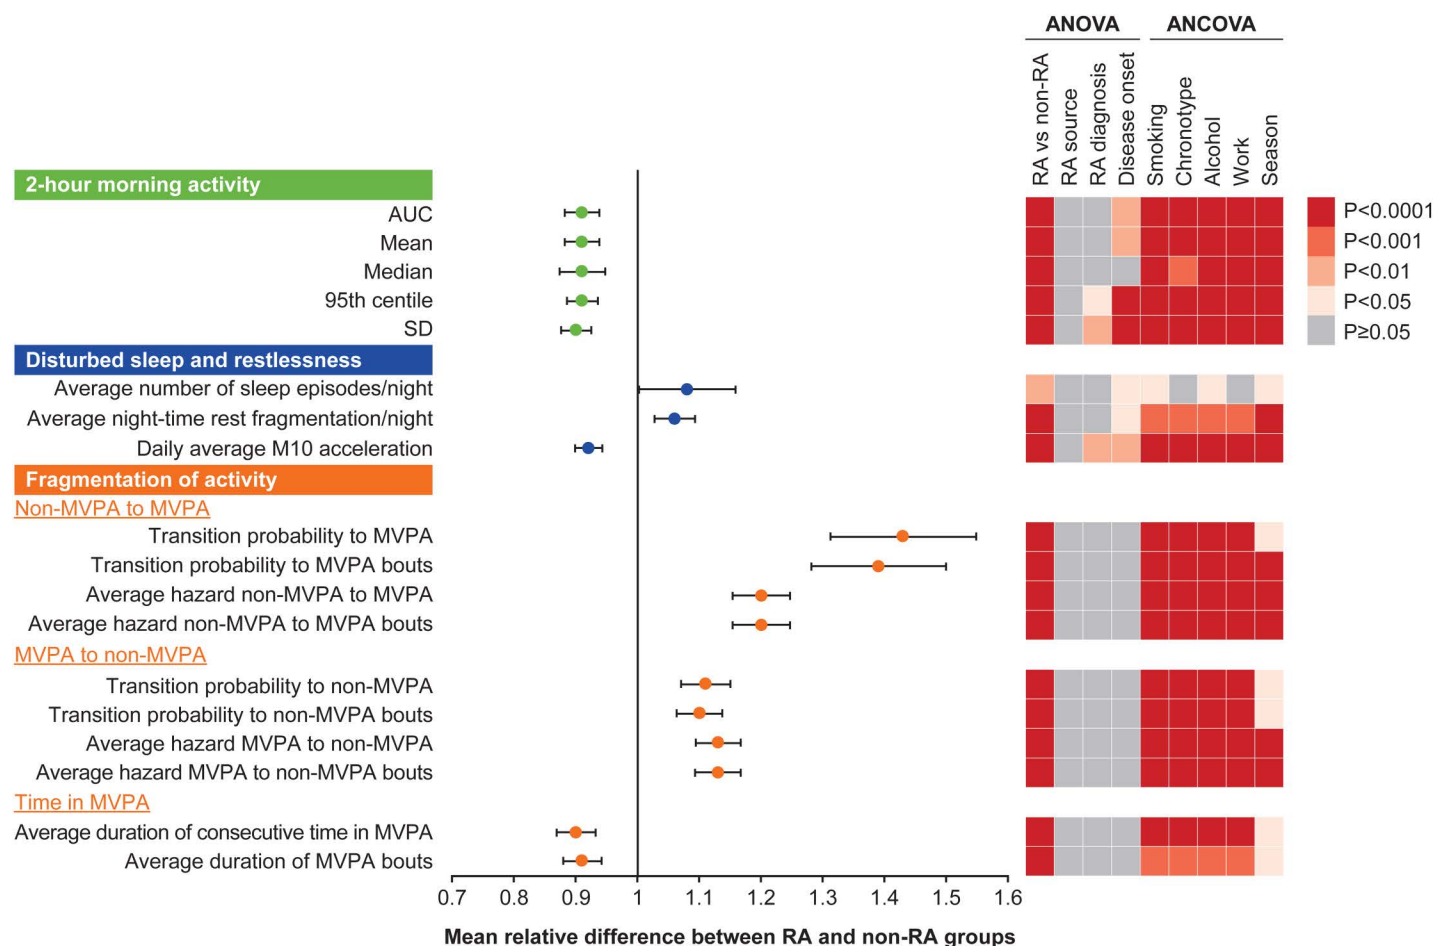 ANOVA ANCOVA
RA vs non-RA
RA source
RA diagnosis
Disease onset
Smoking
Chronotype
Alcohol
Work
Season
2-hour morning activity
AUC
Mean
Median
95th centile
SD
P<0.0001
P<0.001
P<0.01
P<0.05
P≥0.05
Disturbed sleep and restlessness
Average number of sleep episodes/night
Average night-time rest fragmentation/night
Daily average M10 acceleration
Fragmentation of activity
Non-MVPA to MVPA
Transition probability to MVPA
Transition probability to MVPA bouts
Average hazard non-MVPA to MVPA
Average hazard non-MVPA to MVPA bouts
MVPA to non-MVPA
Transition probability to non-MVPA
Transition probability to non-MVPA bouts
Average hazard MVPA to non-MVPA
Average hazard MVPA to non-MVPA bouts
Time in MVPA
Average duration of consecutive time in MVPA
Average duration of MVPA bouts
0.7 0.8 0.9 1 1.1 1.2 1.3 1.4 1.5 1.6
Mean relative difference between RA and non-RA groups